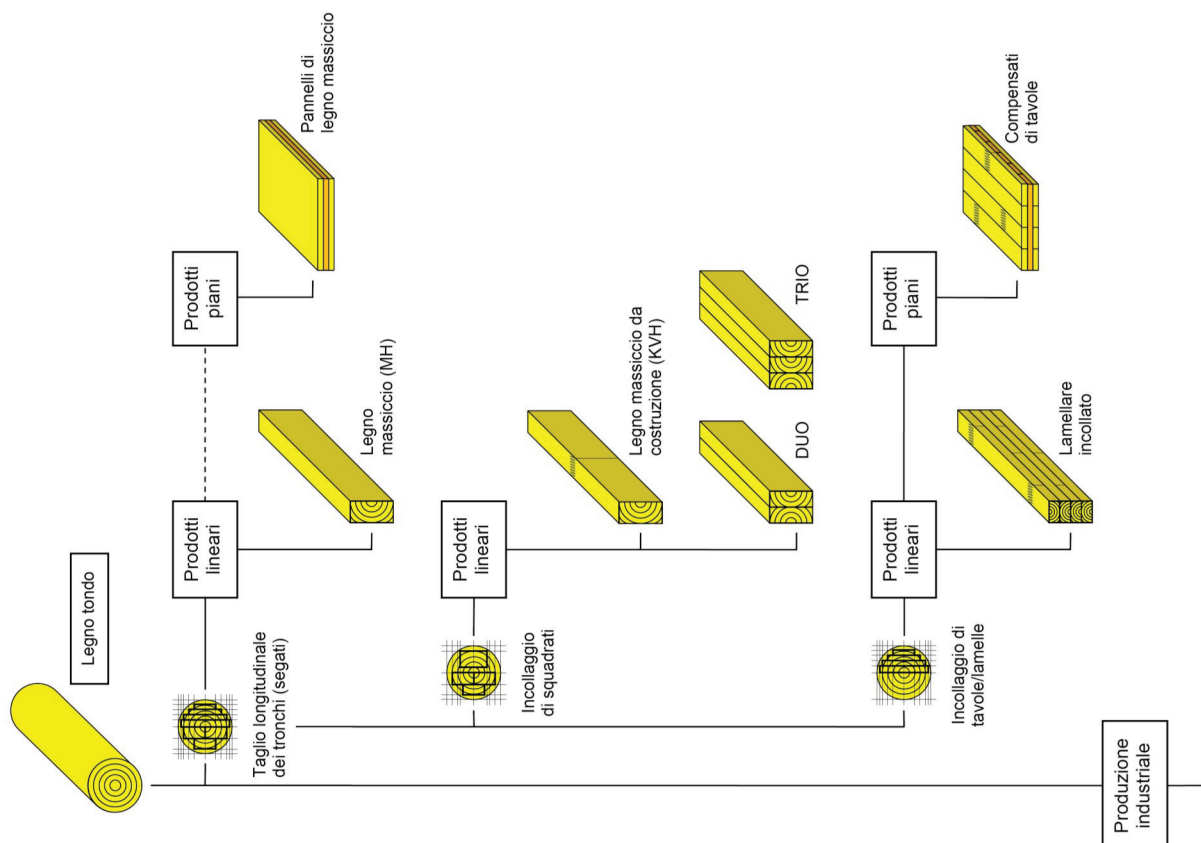 Legno tondo
Taglio longitudinale
dei tronchi (segati)
Prodotti
lineari
Legno
massiccio (MH)
Prodotti
piani
Pannelli di
legno massiccio
Incollaggio
di squadrati
Prodotti
lineari
Legno massiccio da
costruzione (KVH)
DUO
TRIO
Incollaggio di
tavole/lamelle
Prodotti
lineari
Lamellare
incollato
Prodotti
piani
Compensati
di tavole
Produzione
industriale